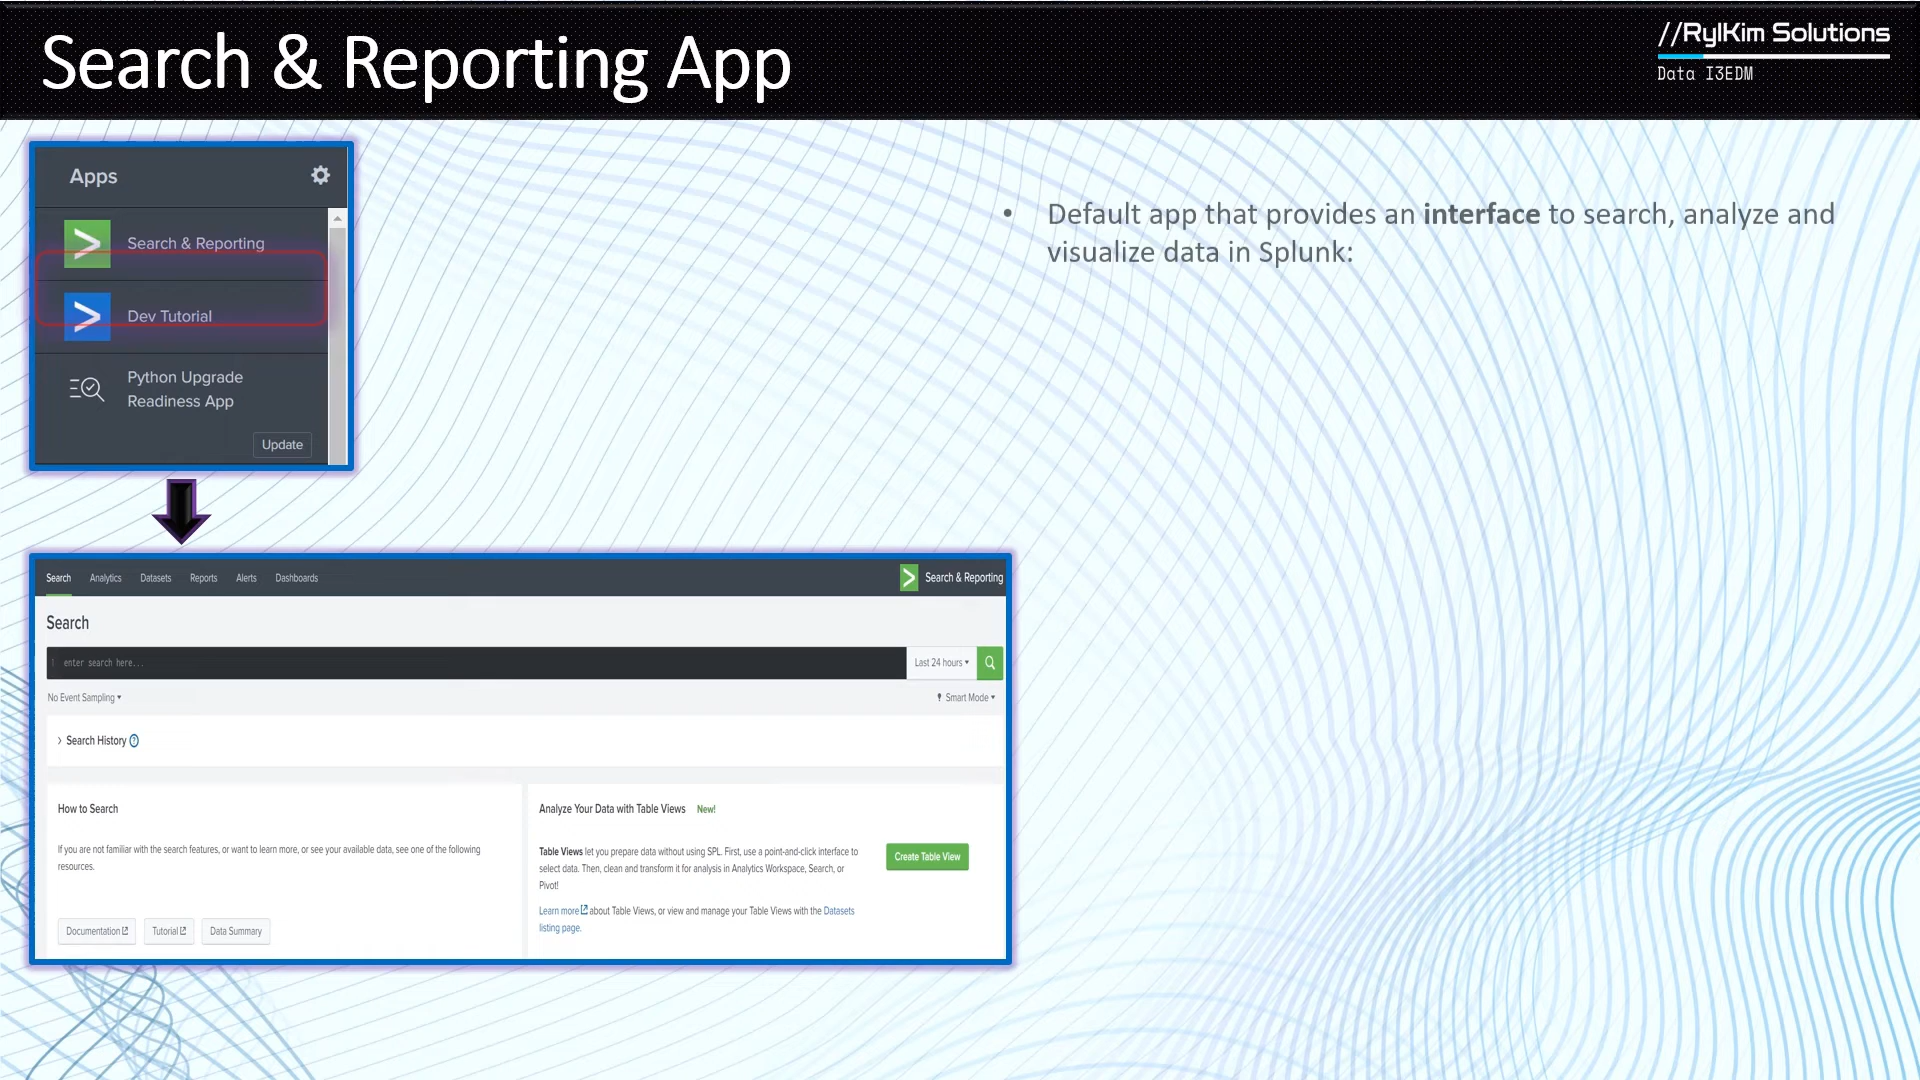 Search & Reporting App
//RylKim Solutions
Data I3EDM
Apps
Search & Reporting
Dev Tutorial
Python Upgrade
Readiness App
Update
• Default app that provides an interface to search, analyze and
visualize data in Splunk:
Search Analytics Datasets Reports Alerts Dashboards
Search & Reporting
Search
1 enter search here...
Last 24 hours
No Event Sampling
Smart Mode
Search History
How to Search
If you are not familiar with the search features, or want to learn more, or see your available data, see one of the following
resources.
Documentation Tutorial Data Summary
Analyze Your Data with Table Views New!
Table Views let you prepare data without using SPL. First, use a point-and-click interface to
select data. Then, clean and transform it for analysis in Analytics Workspace, Search, or
Pivot!
Create Table View
Learn more about Table Views, or view and manage your Table Views with the Datasets
listing page.